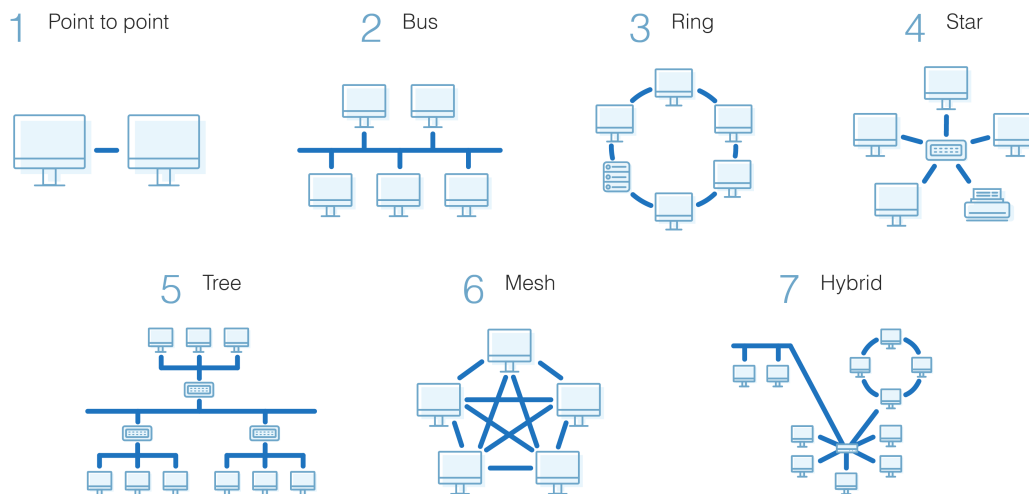 1 Point to point
2 Bus
3 Ring
4 Star
5 Tree
6 Mesh
7 Hybrid